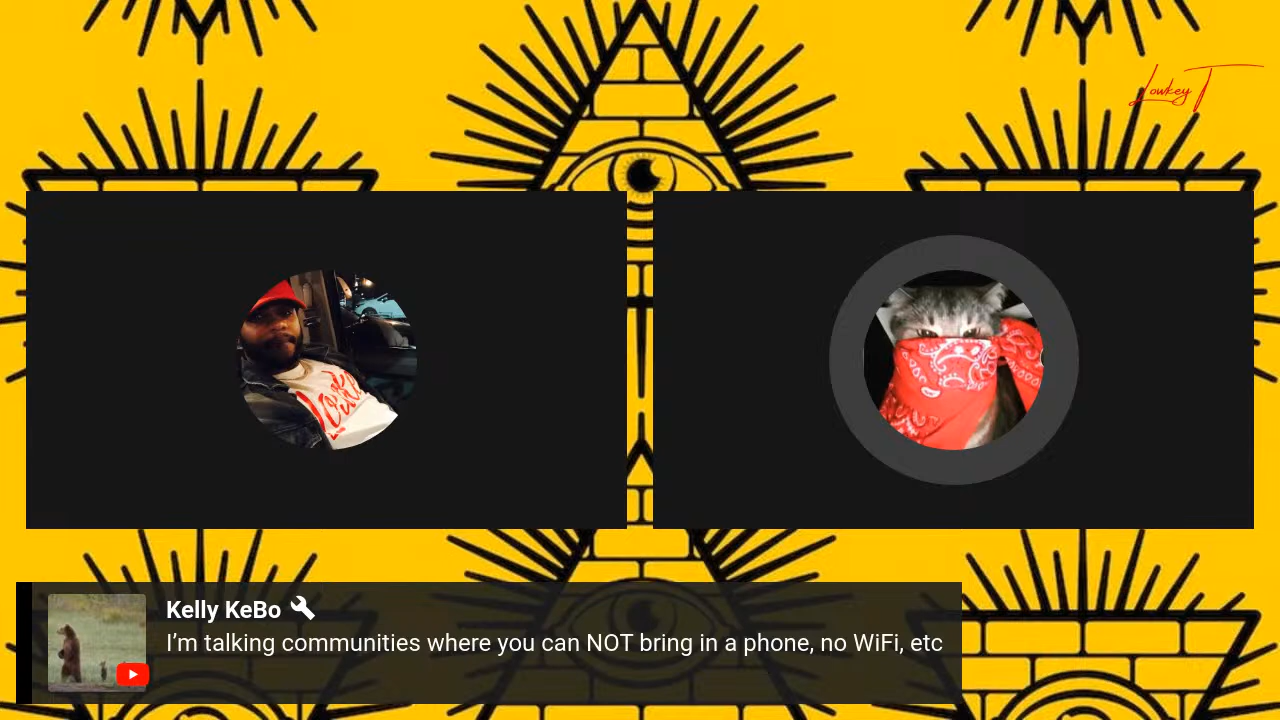 Lowkey T
Kelly KeBo
I’m talking communities where you can NOT bring in a phone, no WiFi, etc